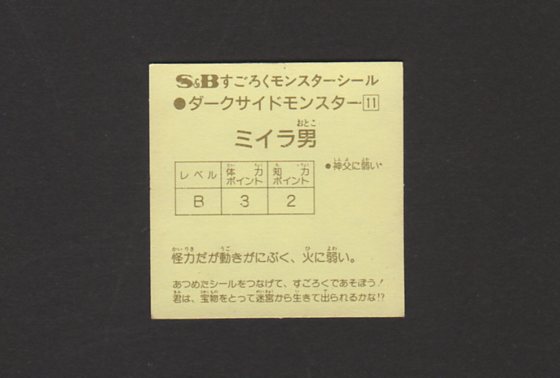 S&Bすごろくモンスターシール
●ダークサイドモンスター11
おとこ
ミイラ男
●神父に弱い
レベル 体力ポイント 知力ポイント
B 3 2
怪力だが動きがにぶく、火に弱い。
あつめたシールをつなげて、すごろくであそぼう!
君は、宝物をとって迷宮から生きて出られるかな!?